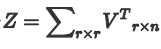 Z = ∑_{r×r} V^T_{r×n}